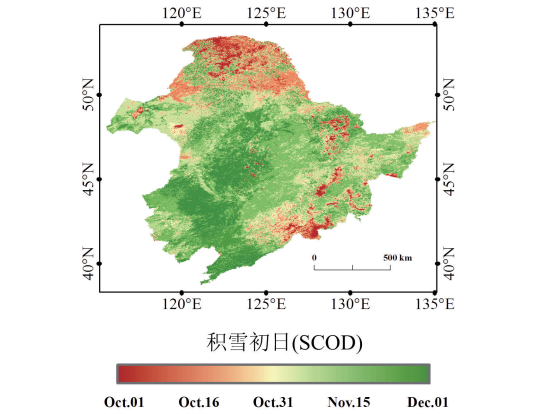 120°E 125°E 130°E 135°E
50°N 50°N
45°N 45°N
40°N 40°N
0 500 km
120°E 125°E 130°E 135°E
积雪初日(SCOD)
Oct.01 Oct.16 Oct.31 Nov.15 Dec.01